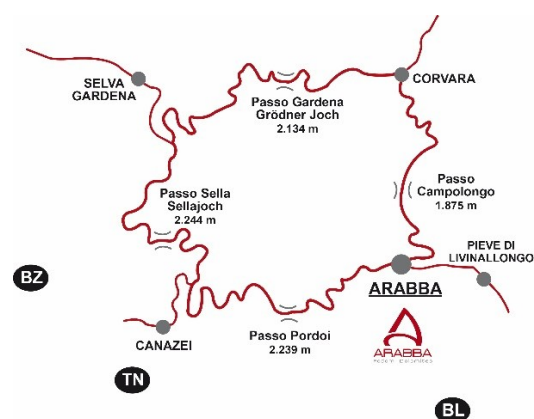 SELVA
GARDENA
CORVARA
Passo Gardena
Grödner Joch
2.134 m
Passo
Campolongo
1.875 m
Passo Sella
Sellajoch
2.244 m
PIEVE DI
LIVINALLONGO
BZ
ARABBA
Passo Pordoi
2.239 m
CANAZEI
ARABBA
TN
BL